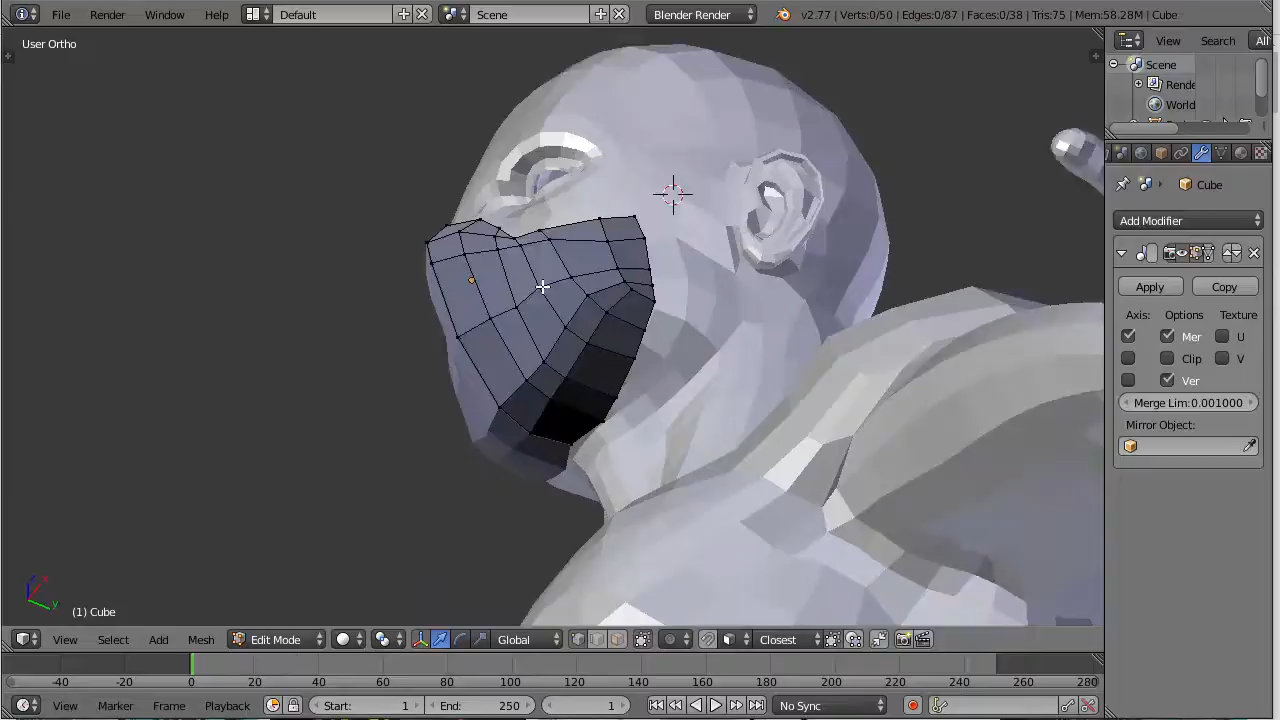 File Render Window Help Default Scene Blender Render v2.77 | Verts:0/50 | Edges:0/87 | Faces:0/38 | Tris:75 | Mem:58.28M | Cube
User Ortho
View Search All
Scene
Rende
World
Cube
Add Modifier
Apply Copy
Axis: Options Texture
Mer U
Clip V
Ver
Merge Lim:0.001000
Mirror Object:
z x
y
(1) Cube
View Select Add Mesh Edit Mode Global Closest
-40 -20 0 20 40 60 80 100 120 140 160 180 200 220 240 260 280
View Marker Frame Playback Start: 1 End: 250 1 No Sync